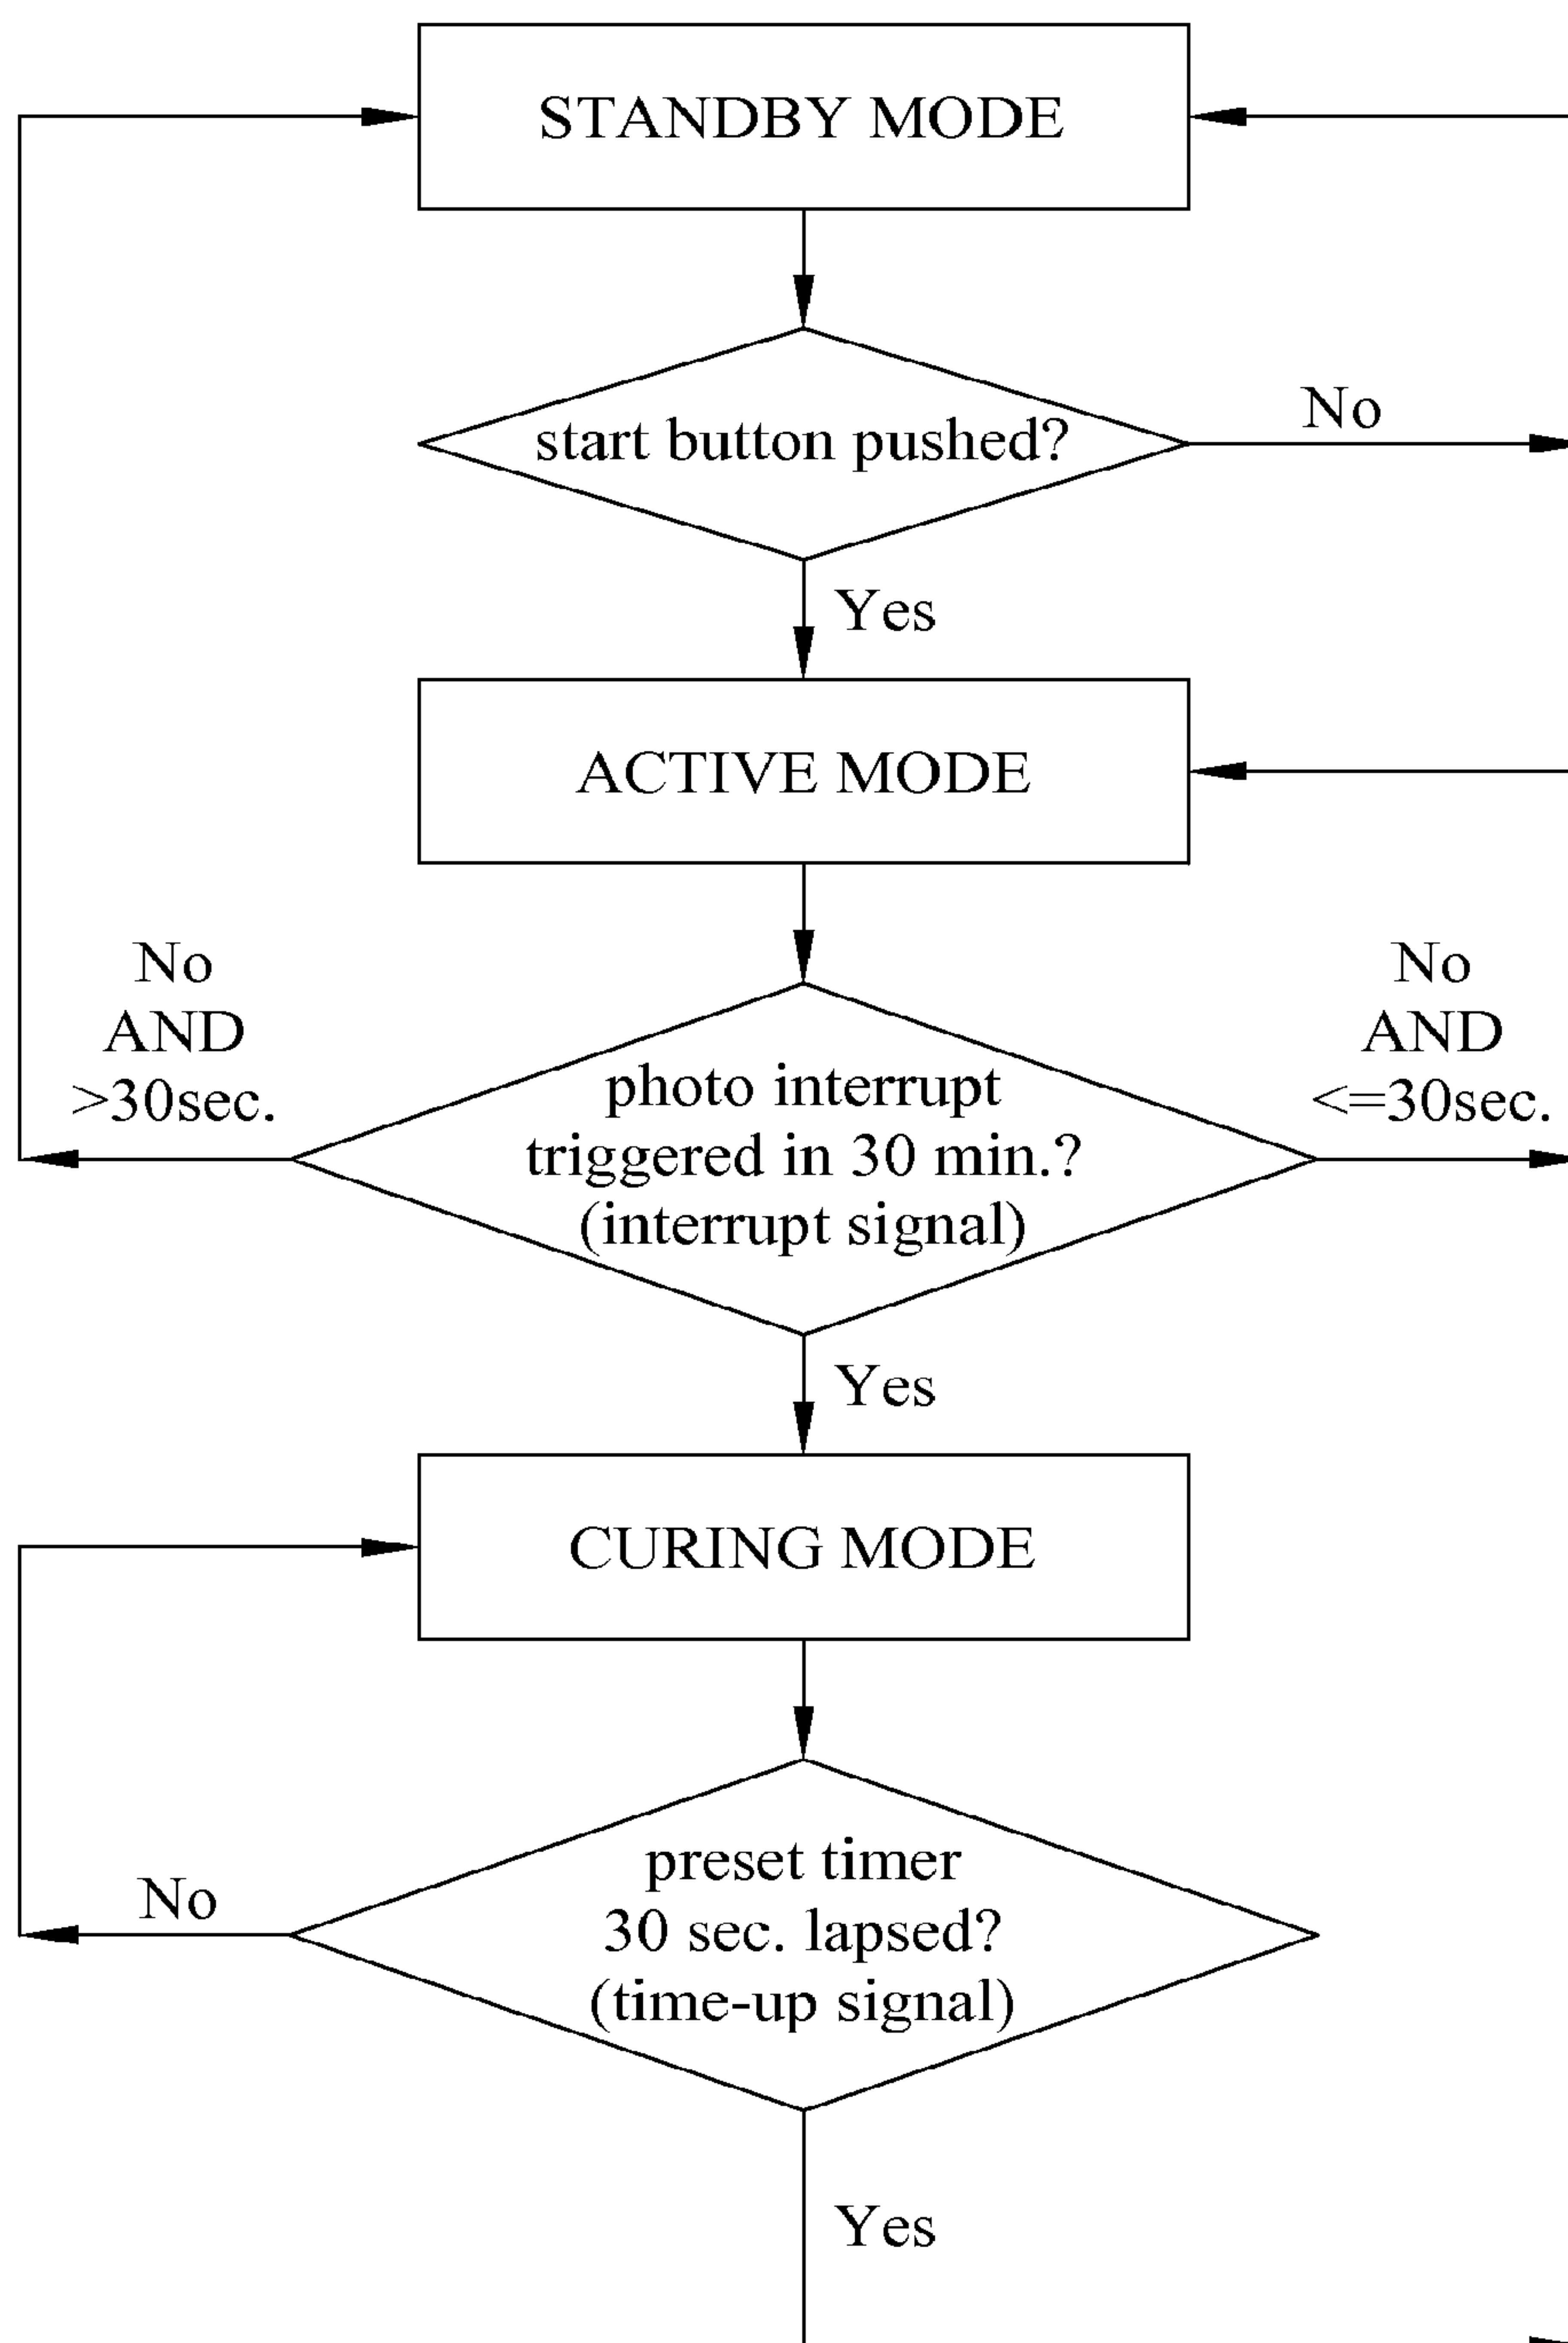 STANDBY MODE
start button pushed?
No
Yes
ACTIVE MODE
No
AND
>30sec.
No
AND
<=30sec.
photo interrupt
triggered in 30 min.?
(interrupt signal)
Yes
CURING MODE
preset timer
30 sec. lapsed?
(time-up signal)
No
Yes